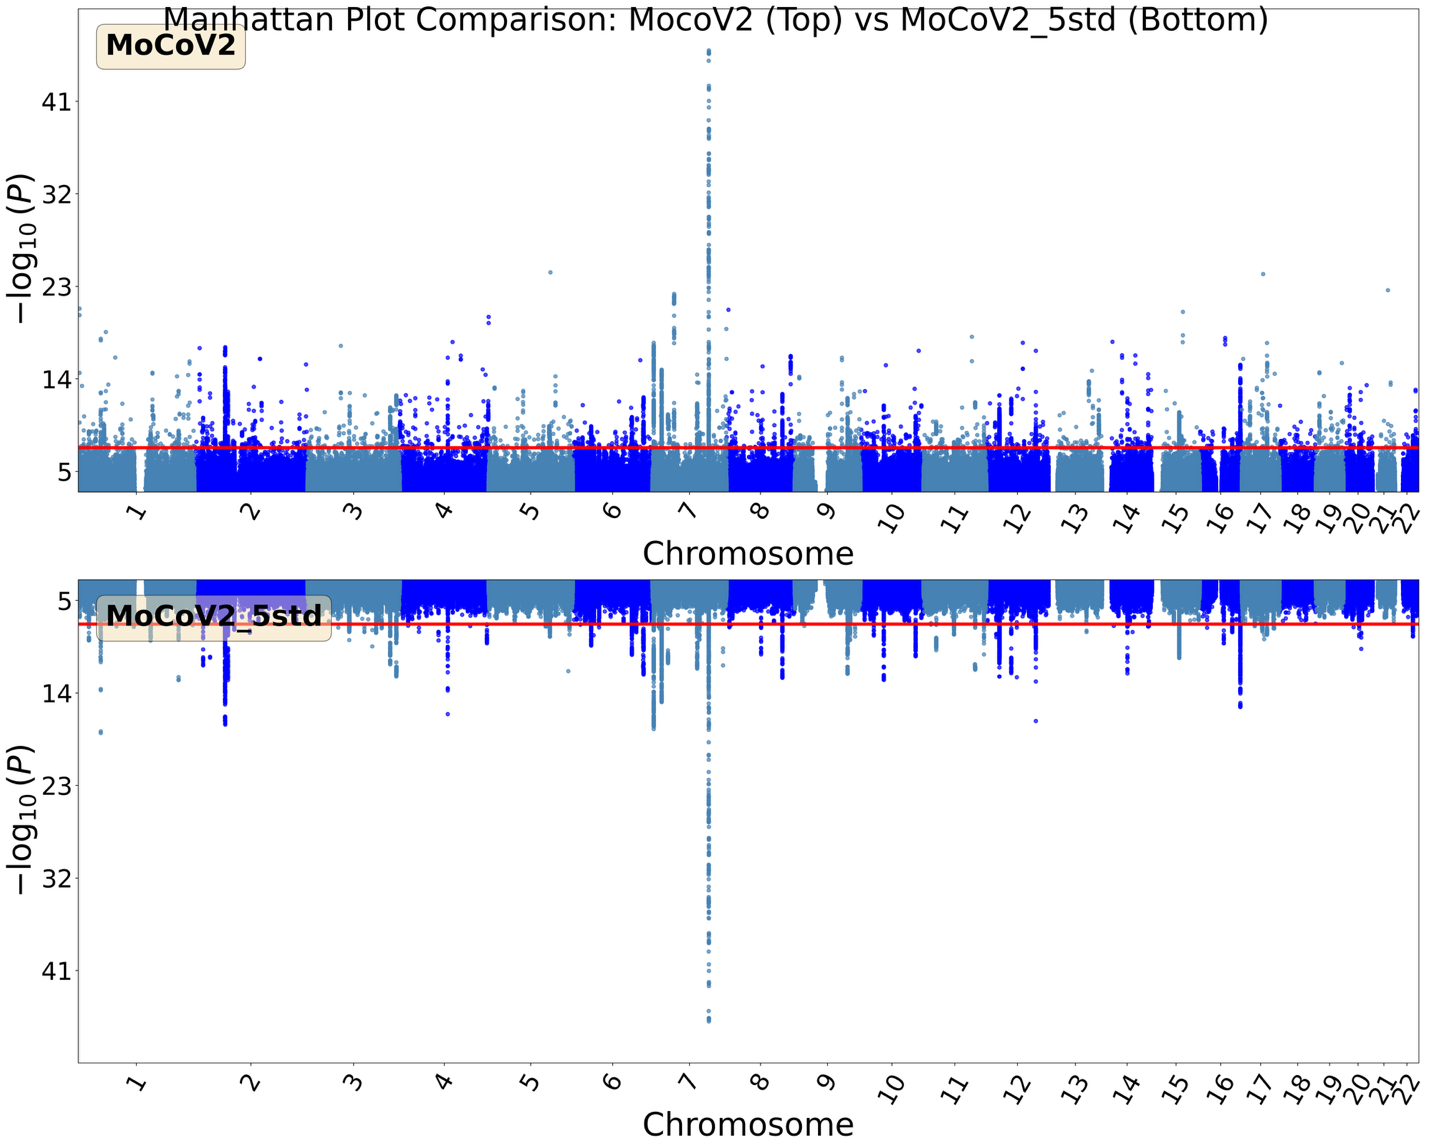 Manhattan Plot Comparison: MocoV2 (Top) vs MoCoV2_5std (Bottom)
MoCoV2
41
32
23
14
5
−log10(P)
1 2 3 4 5 6 7 8 9 10 11 12 13 14 15 16 17 18 19 20 21 22
Chromosome
MoCoV2_5std
5
14
23
32
41
−log10(P)
1 2 3 4 5 6 7 8 9 10 11 12 13 14 15 16 17 18 19 20 21 22
Chromosome